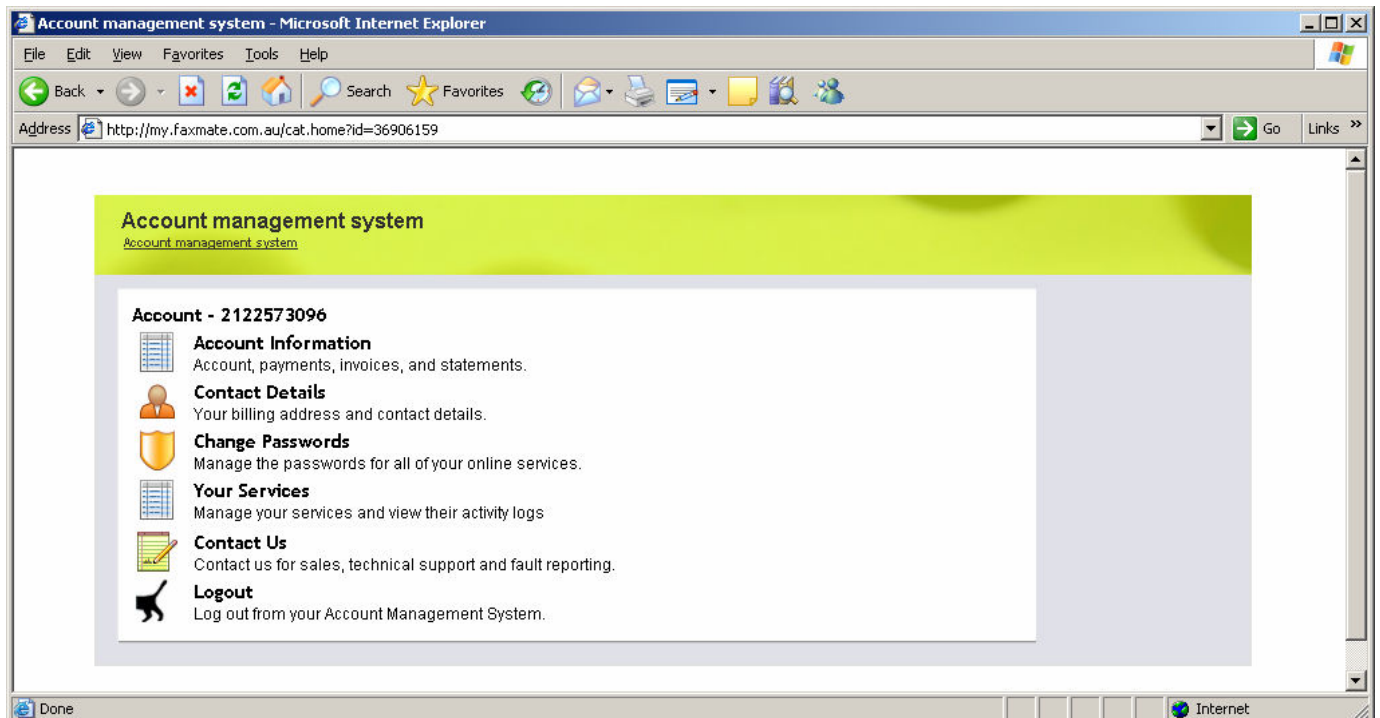 Account management system - Microsoft Internet Explorer
File Edit View Favorites Tools Help
Back Search Favorites
Address http://my.faxmate.com.au/cat.home?id=36906159 Go Links »
Account management system
Account management system
Account - 2122573096
Account Information
Account, payments, invoices, and statements.
Contact Details
Your billing address and contact details.
Change Passwords
Manage the passwords for all of your online services.
Your Services
Manage your services and view their activity logs
Contact Us
Contact us for sales, technical support and fault reporting.
Logout
Log out from your Account Management System.
Done Internet